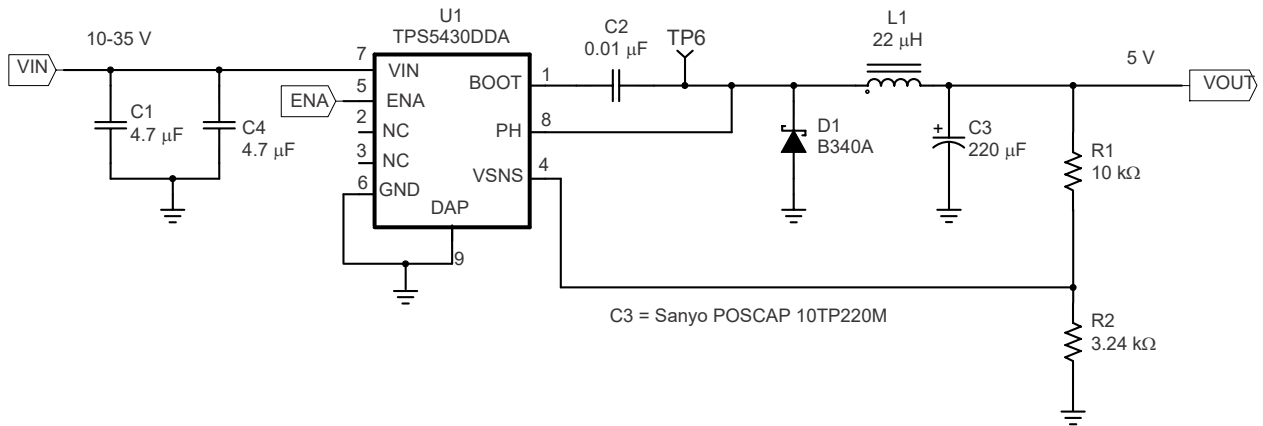 U1
TPS5430DDA
10-35 V
VIN
C1
4.7 μF
C4
4.7 μF
ENA
7
5
2
3
6
VIN
ENA
NC
NC
GND
DAP
9
BOOT
PH
VSNS
1
8
4
C2
0.01 μF
TP6
D1
B340A
L1
22 μH
C3
220 μF
+
5 V
VOUT
R1
10 kΩ
C3 = Sanyo POSCAP 10TP220M
R2
3.24 kΩ